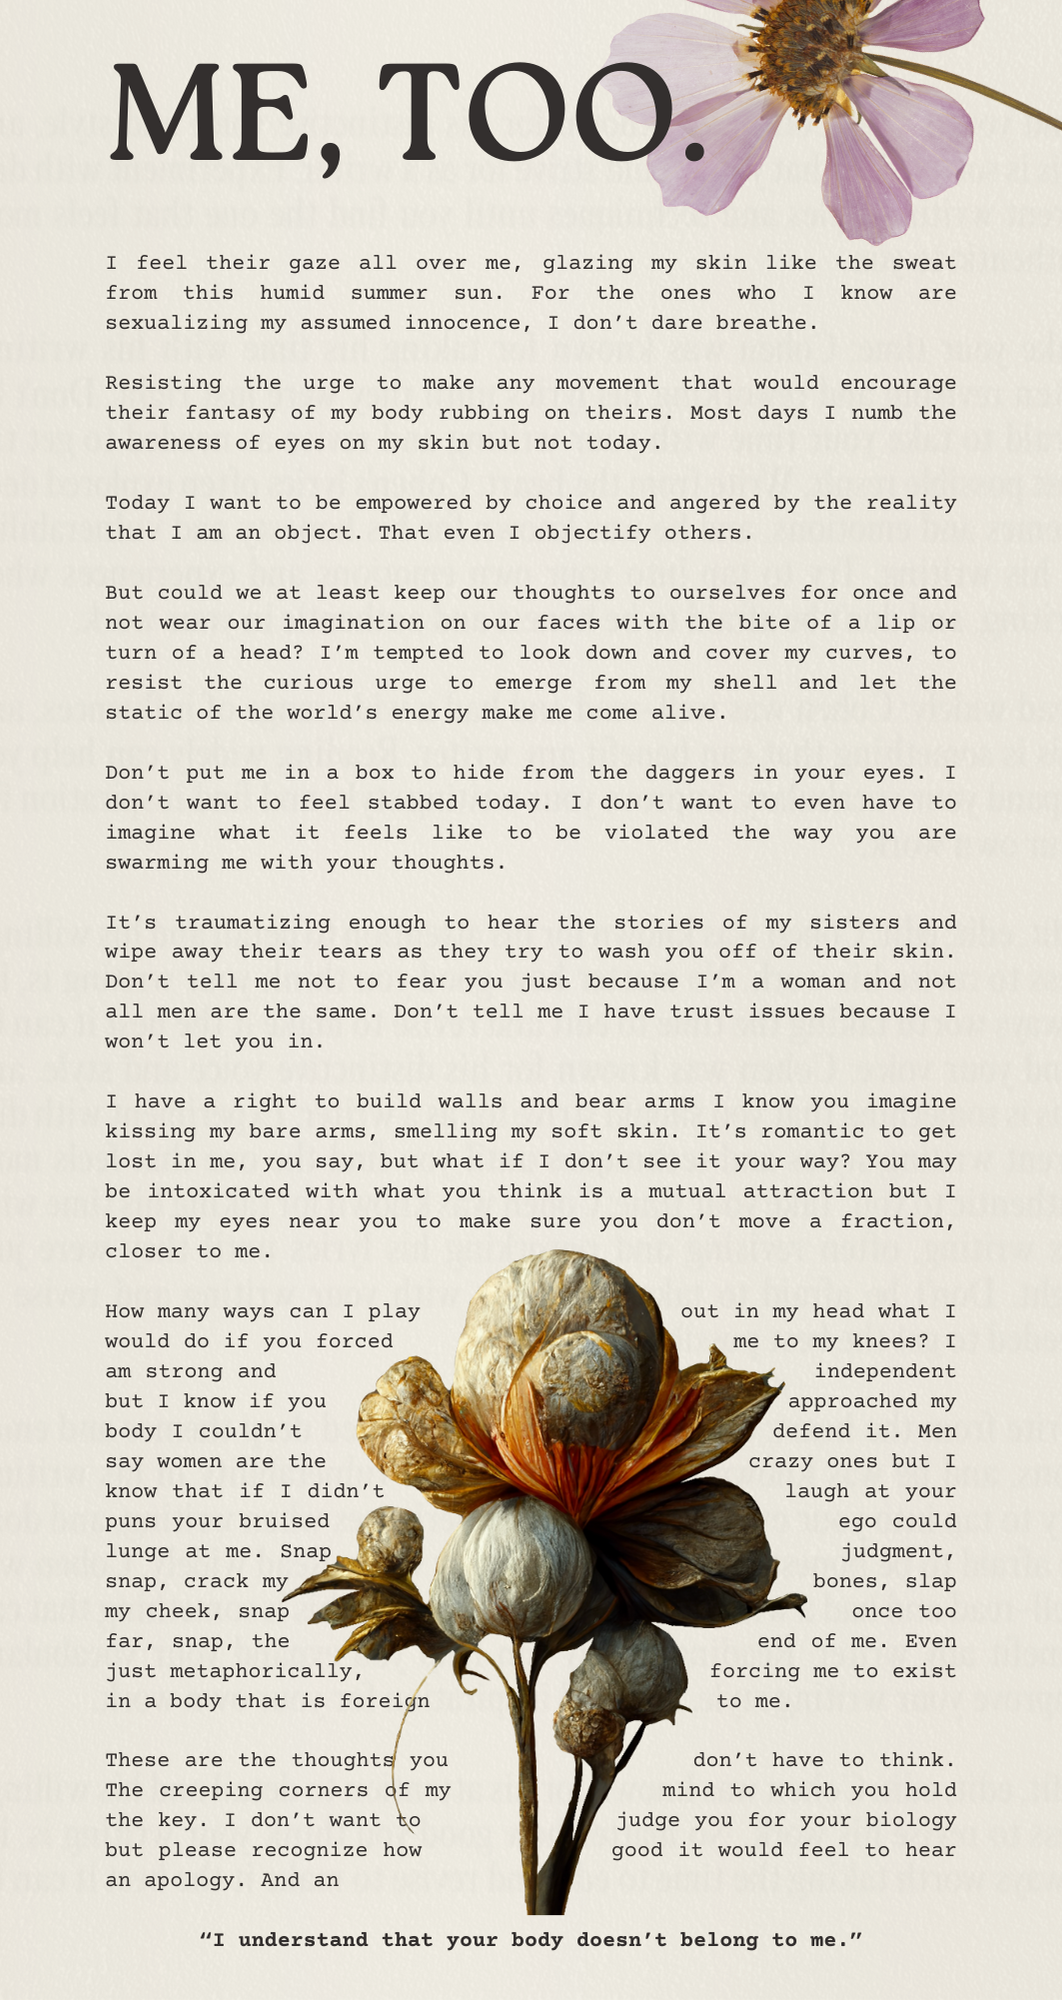 ME, TOO.
I feel their gaze all over me, glazing my skin like the sweat
from this humid summer sun. For the ones who I know are
sexualizing my assumed innocence, I don’t dare breathe.
Resisting the urge to make any movement that would encourage
their fantasy of my body rubbing on theirs. Most days I numb the
awareness of eyes on my skin but not today.
Today I want to be empowered by choice and angered by the reality
that I am an object. That even I objectify others.
But could we at least keep our thoughts to ourselves for once and
not wear our imagination on our faces with the bite of a lip or
turn of a head? I’m tempted to look down and cover my curves, to
resist the curious urge to emerge from my shell and let the
static of the world’s energy make me come alive.
Don’t put me in a box to hide from the daggers in your eyes. I
don’t want to feel stabbed today. I don’t want to even have to
imagine what it feels like to be violated the way you are
swarming me with your thoughts.
It’s traumatizing enough to hear the stories of my sisters and
wipe away their tears as they try to wash you off of their skin.
Don’t tell me not to fear you just because I’m a woman and not
all men are the same. Don’t tell me I have trust issues because I
won’t let you in.
I have a right to build walls and bear arms I know you imagine
kissing my bare arms, smelling my soft skin. It’s romantic to get
lost in me, you say, but what if I don’t see it your way? You may
be intoxicated with what you think is a mutual attraction but I
keep my eyes near you to make sure you don’t move a fraction,
closer to me.
How many ways can I play out in my head what I
would do if you forced me to my knees? I
am strong and independent
but I know if you approached my
body I couldn’t defend it. Men
say women are the crazy ones but I
know that if I didn’t laugh at your
puns your bruised ego could
lunge at me. Snap judgment,
snap, crack my bones, slap
my cheek, snap once too
far, snap, the end of me. Even
just metaphorically, forcing me to exist
in a body that is foreign to me.
These are the thoughts you don’t have to think.
The creeping corners of my mind to which you hold
the key. I don’t want to judge you for your biology
but please recognize how good it would feel to hear
an apology. And an
“I understand that your body doesn’t belong to me.”